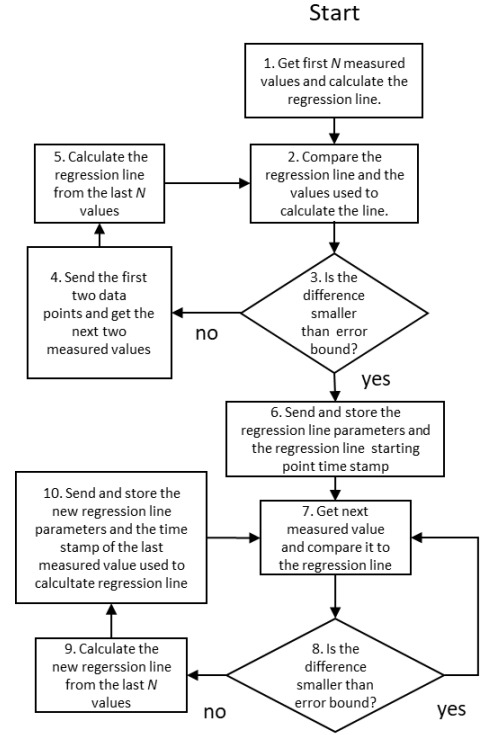 Start
1. Get first N measured
values and calculate the
regression line.
5. Calculate the
regression line
from the last N
values
2. Compare the
regression line and the
values used to
calculate the line.
4. Send the first
two data
points and get the
next two
measured values
3. Is the
difference
smaller
than error
bound?
no
yes
6. Send and store the
regression line parameters and
the regression line starting
point time stamp
10. Send and store the
new regression line
parameters and the time
stamp of the last
measured value used to
calcultate regression line
7. Get next
measured value
and compare it to
the regression line
9. Calculate the
new regerssion line
from the last N
values
8. Is the
difference
smaller than
error bound?
no
yes